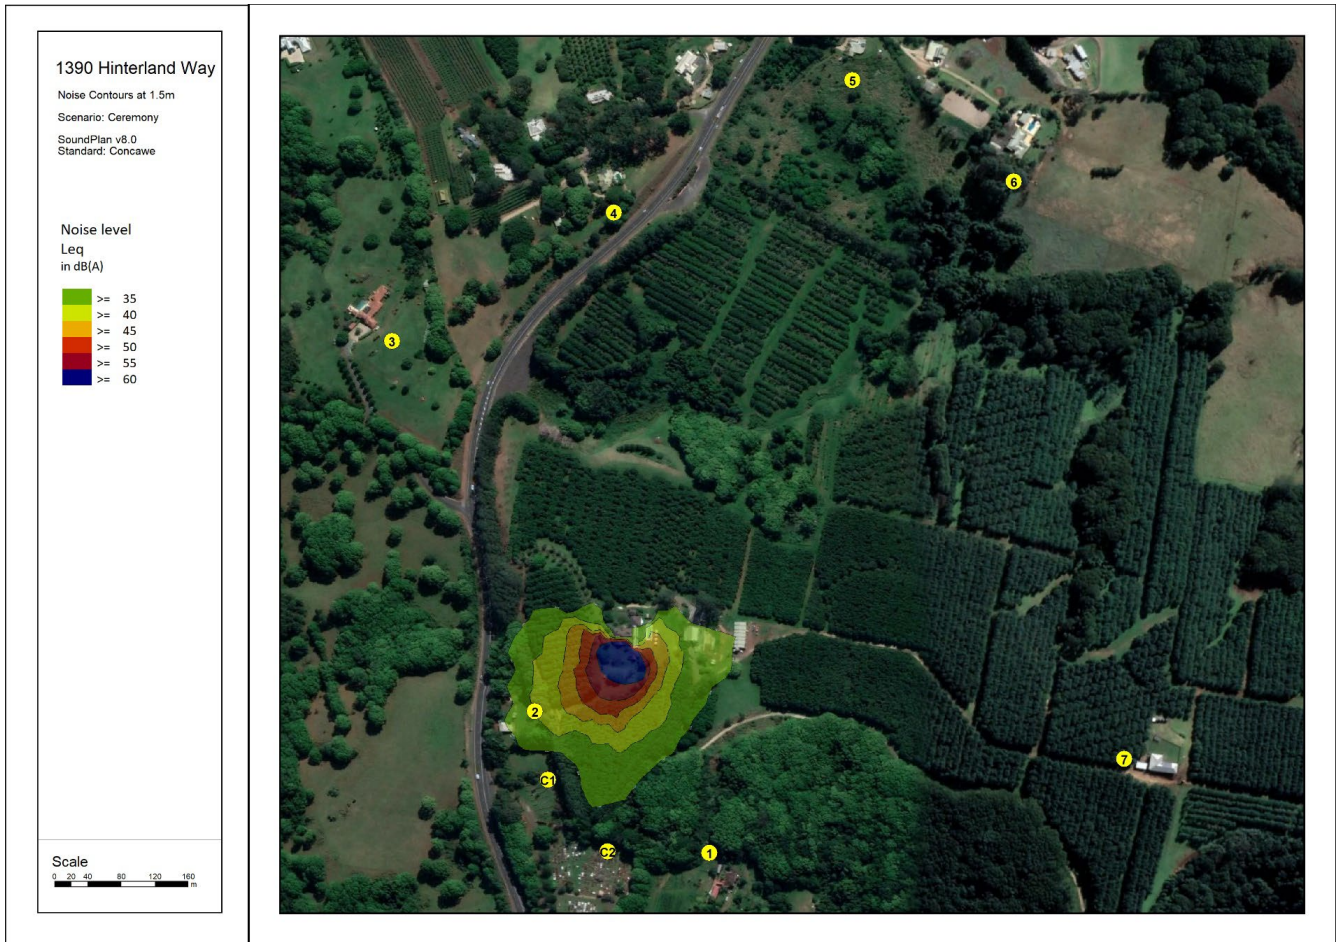 1390 Hinterland Way
Noise Contours at 1.5m
Scenario: Ceremony
SoundPlan v8.0
Standard: Concawe
Noise level
Leq
in dB(A)
>= 35
>= 40
>= 45
>= 50
>= 55
>= 60
Scale
0 20 40 80 120 160
m
5
6
4
3
2
C1
7
C2
1